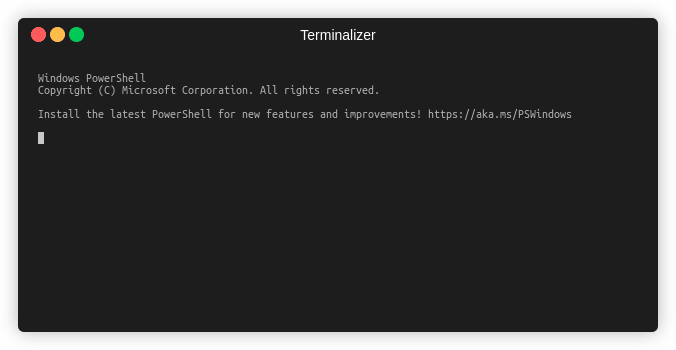 Terminalizer
Windows PowerShell
Copyright (C) Microsoft Corporation. All rights reserved.
Install the latest PowerShell for new features and improvements! https://aka.ms/PSWindows